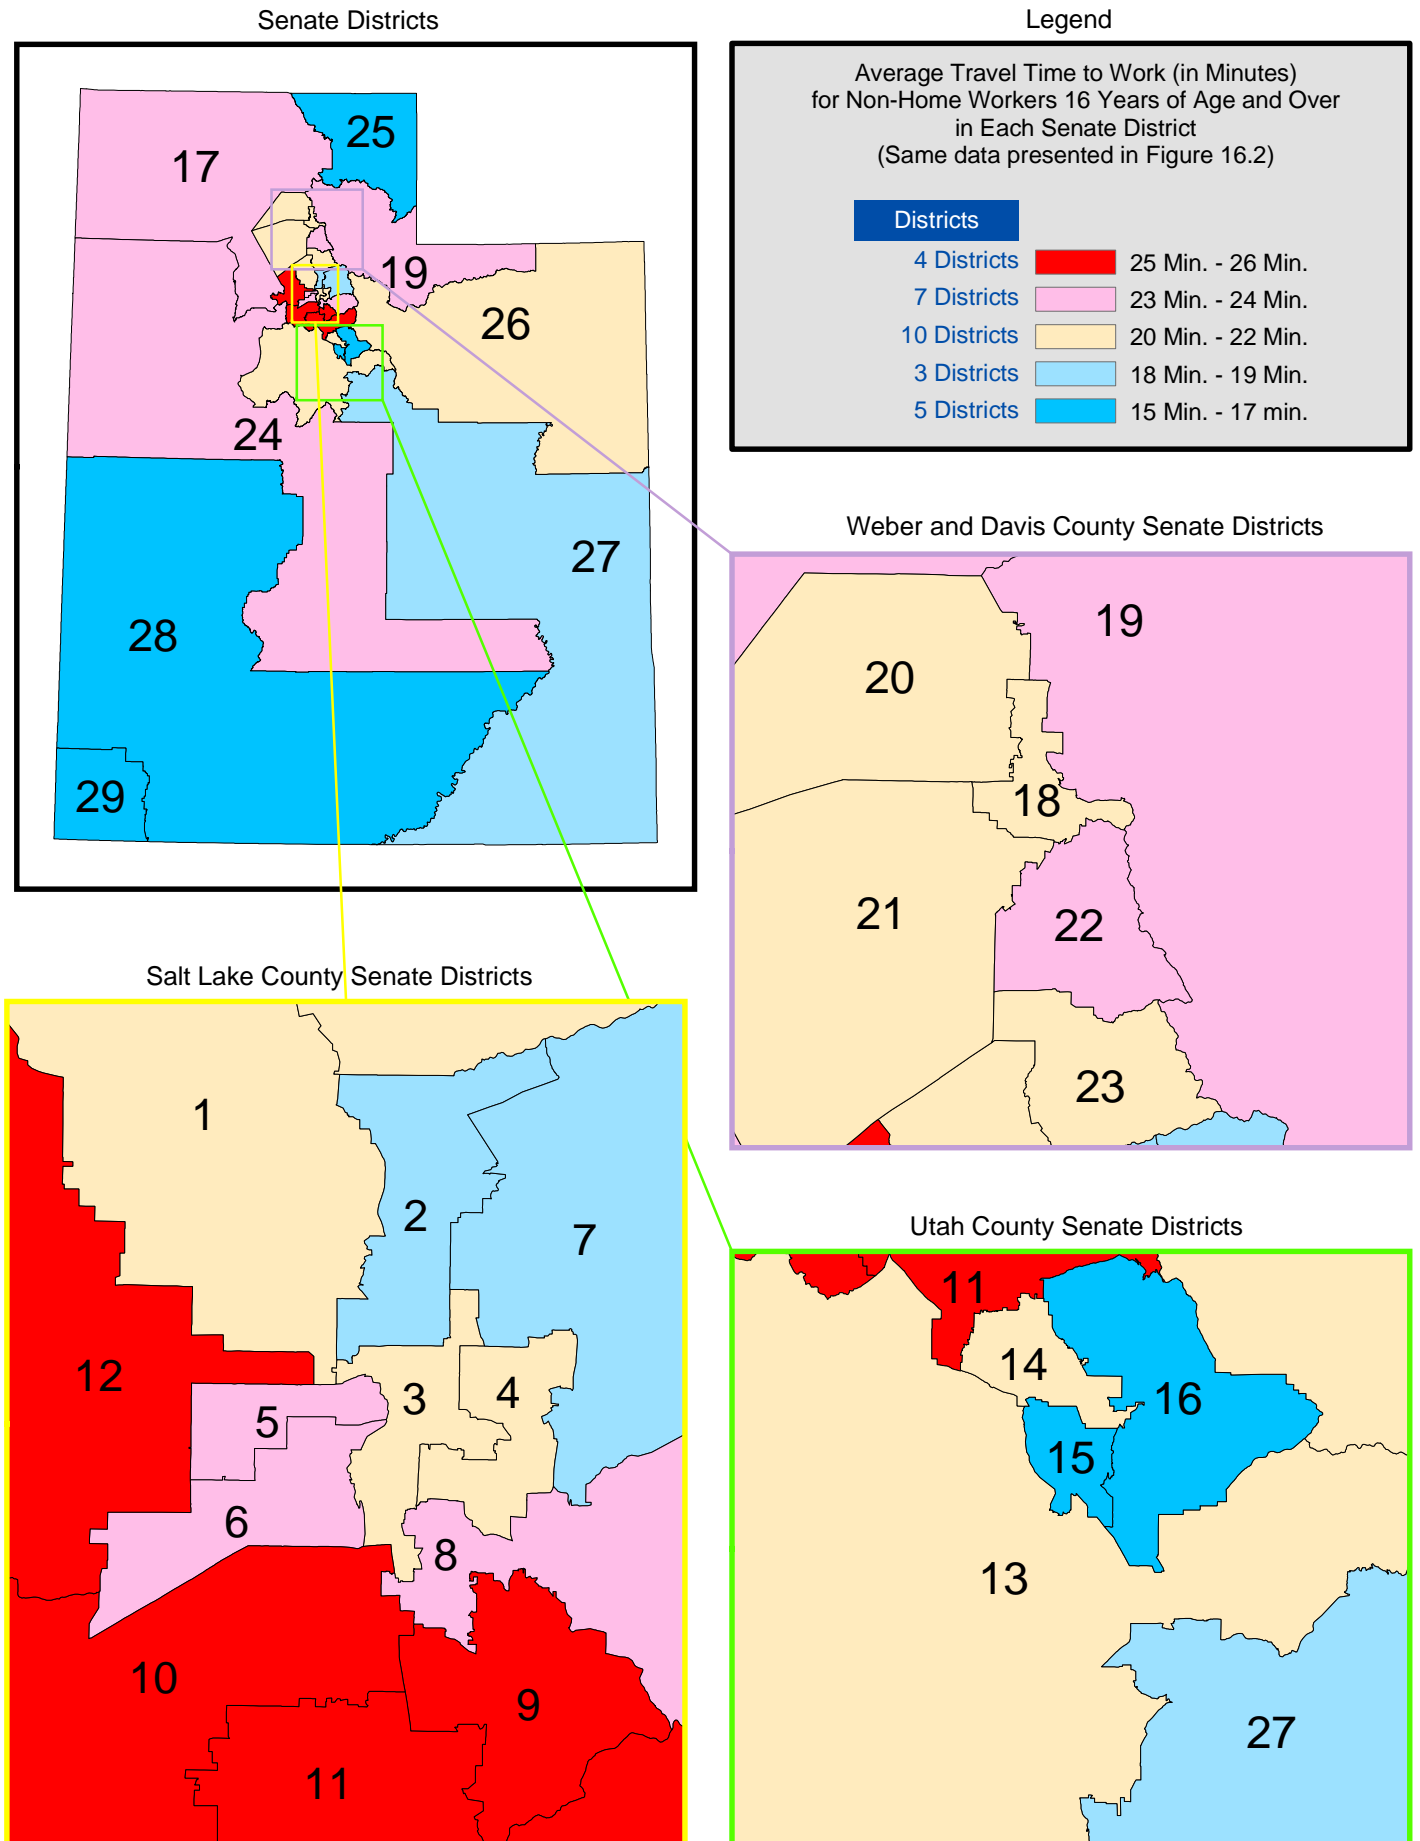 Senate Districts
17
25
19
26
24
27
28
29
Legend
Average Travel Time to Work (in Minutes)
for Non-Home Workers 16 Years of Age and Over
in Each Senate District
(Same data presented in Figure 16.2)
Districts
4 Districts 25 Min. - 26 Min.
7 Districts 23 Min. - 24 Min.
10 Districts 20 Min. - 22 Min.
3 Districts 18 Min. - 19 Min.
5 Districts 15 Min. - 17 min.
Weber and Davis County Senate Districts
19
20
18
21
22
23
Salt Lake County Senate Districts
1
2
7
12
3
4
5
6
8
10
9
11
Utah County Senate Districts
11
14
16
15
13
27